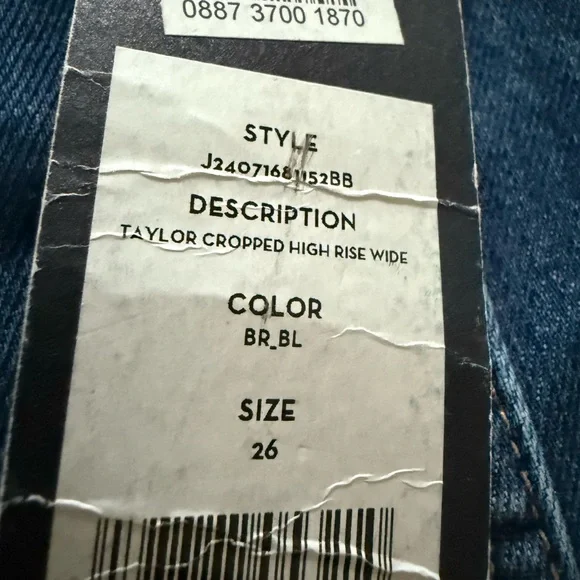 0887 3700 1870
STYLE
DESCRIPTION
TAYLOR CROPPED HIGH RISE WIDE
COLOR
BR_BL
SIZE
26